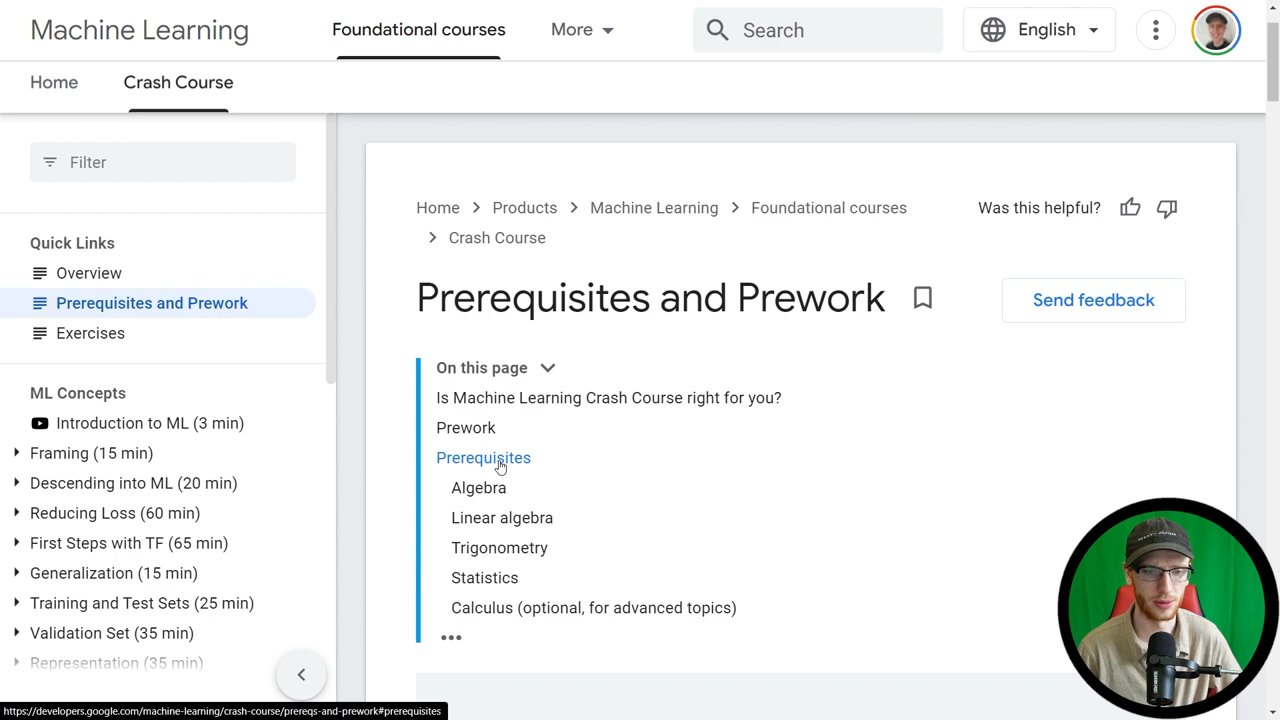 Machine Learning
Foundational courses
More
Search
English
Home
Crash Course
Filter
Quick Links
Overview
Prerequisites and Prework
Exercises
ML Concepts
Introduction to ML (3 min)
Framing (15 min)
Descending into ML (20 min)
Reducing Loss (60 min)
First Steps with TF (65 min)
Generalization (15 min)
Training and Test Sets (25 min)
Validation Set (35 min)
Representation (35 min)
Home > Products > Machine Learning > Foundational courses
> Crash Course
Was this helpful?
Prerequisites and Prework
Send feedback
On this page
Is Machine Learning Crash Course right for you?
Prework
Prerequisites
Algebra
Linear algebra
Trigonometry
Statistics
Calculus (optional, for advanced topics)
•••
https://developers.google.com/machine-learning/crash-course/prereqs-and-prework#prerequisites